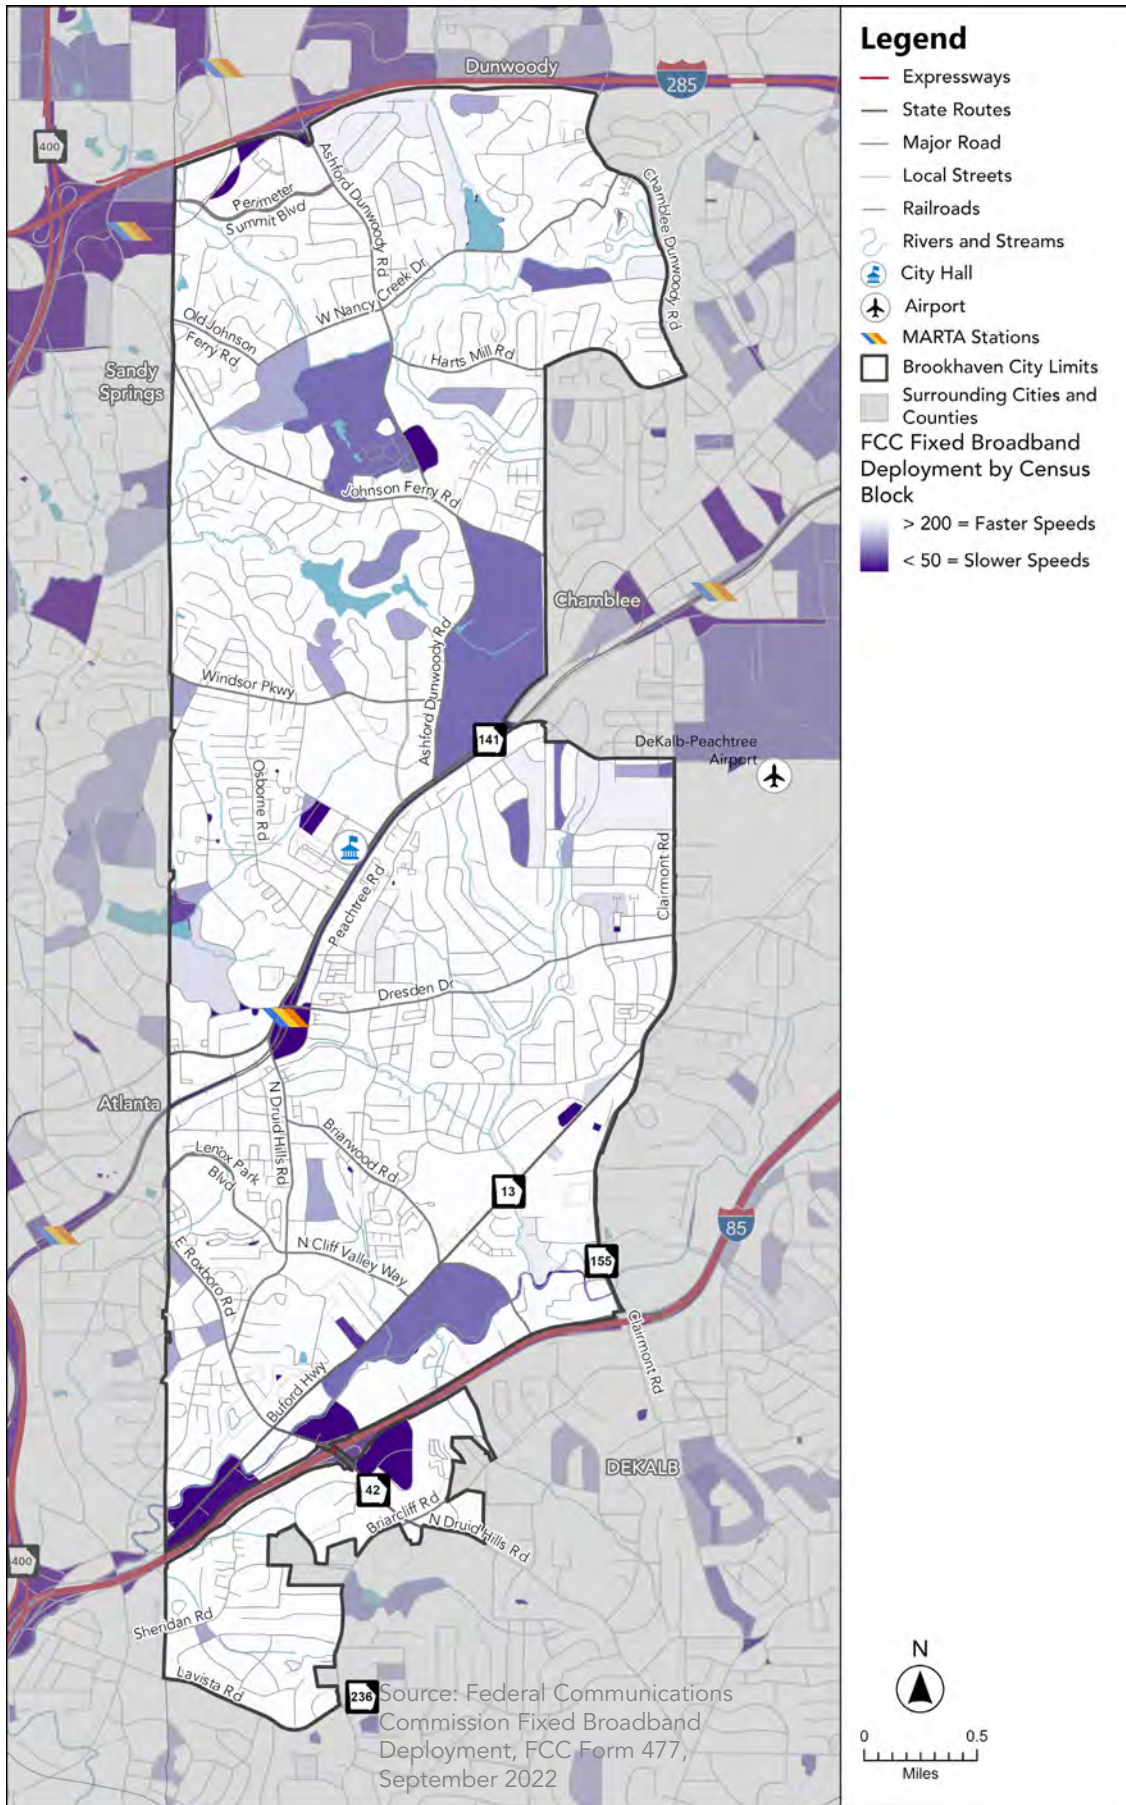 Legend
Expressways
State Routes
Major Road
Local Streets
Railroads
Rivers and Streams
City Hall
Airport
MARTA Stations
Brookhaven City Limits
Surrounding Cities and
Counties
FCC Fixed Broadband
Deployment by Census
Block
> 200 = Faster Speeds
< 50 = Slower Speeds
Dunwoody
285
400
Ashford Dunwoody Rd
Perimeter
Summit Blvd
Chamblee Dunwoody Rd
W Nancy Creek Dr
Old Johnson
Ferry Rd
Harts Mill Rd
Sandy
Springs
Johnson Ferry Rd
Chamblee
Ashford Dunwoody Rd
Windsor Pkwy
141
DeKalb-Peachtree
Airport
Osborne Rd
Clairmont Rd
Peachtree Rd
Dresden Dr
Atlanta
N Druid Hills Rd
Briarwood Rd
Lenox Park
Blvd
13
85
E Roxboro Rd
N Cliff Valley Way
155
Clairmont Rd
Buford Hwy
DEKALB
42
Briarcliff Rd
N Druid Hills Rd
400
Sheridan Rd
Lavista Rd
236
Source: Federal Communications
Commission Fixed Broadband
Deployment, FCC Form 477,
September 2022
N
0 0.5
Miles